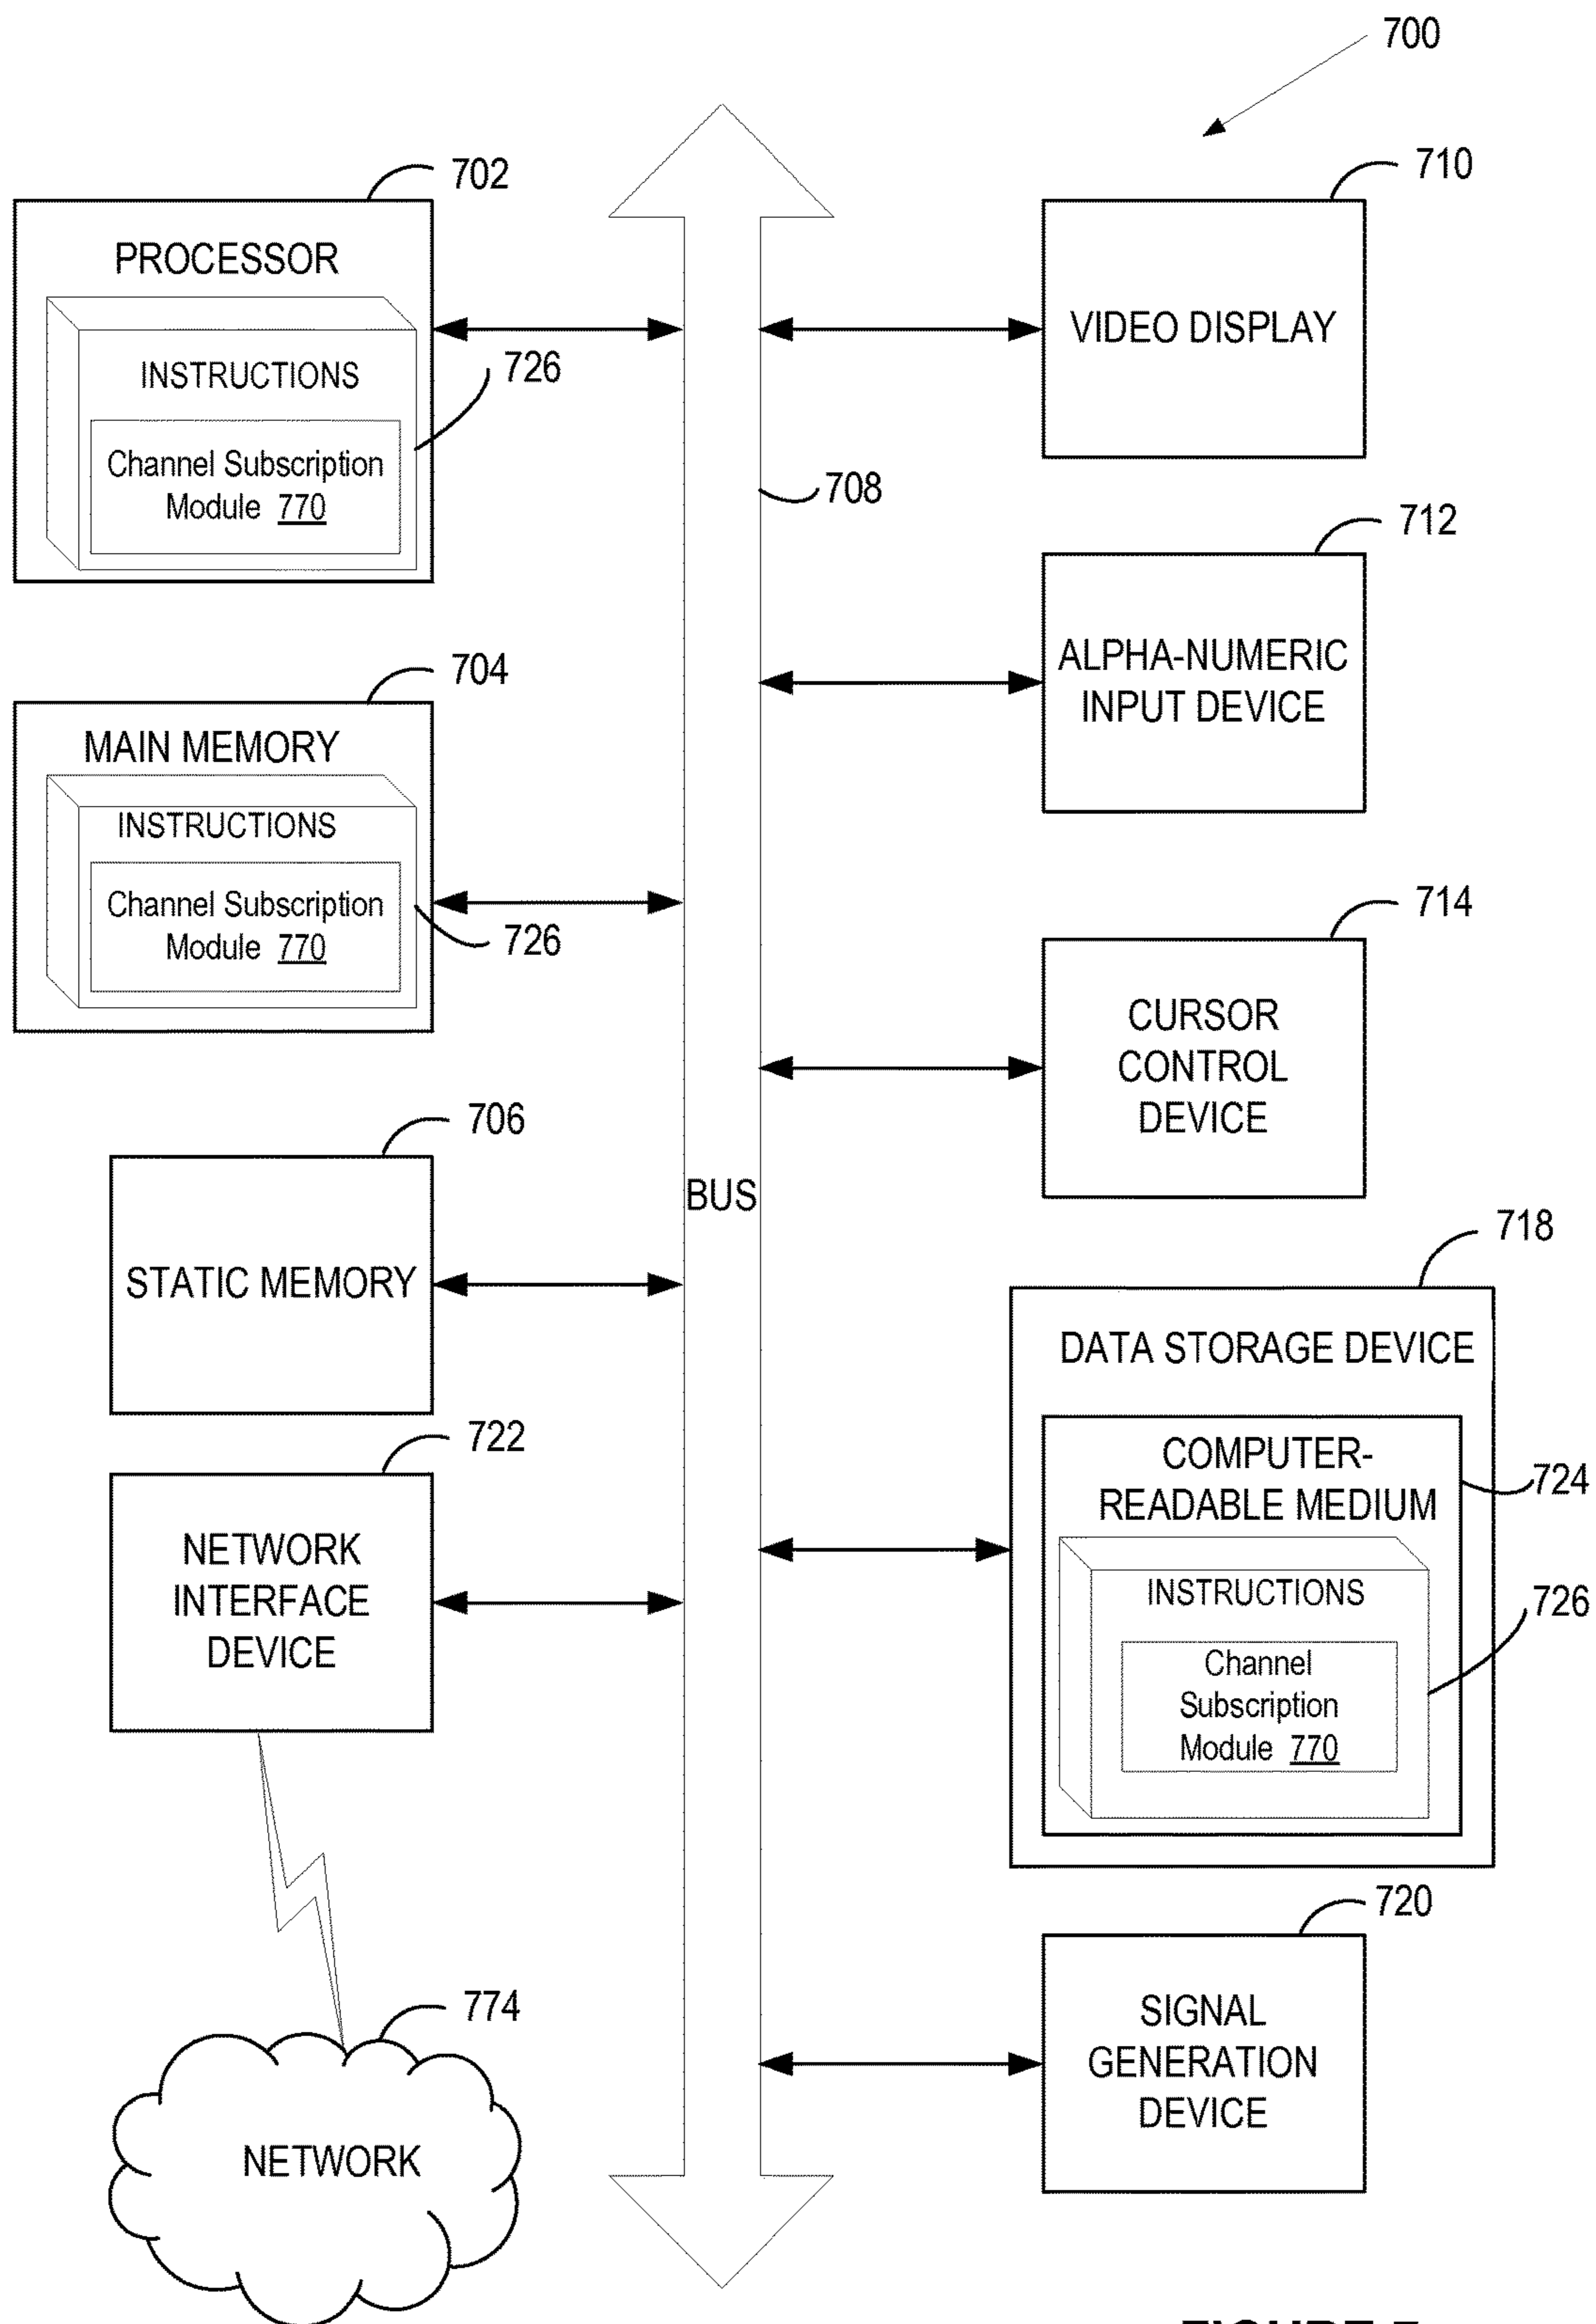 700
702
PROCESSOR
INSTRUCTIONS
726
Channel Subscription
Module 770
704
MAIN MEMORY
INSTRUCTIONS
Channel Subscription
Module 770
726
706
STATIC MEMORY
722
NETWORK
INTERFACE
DEVICE
774
NETWORK
708
BUS
710
VIDEO DISPLAY
712
ALPHA-NUMERIC
INPUT DEVICE
714
CURSOR
CONTROL
DEVICE
718
DATA STORAGE DEVICE
COMPUTER-
READABLE MEDIUM
724
INSTRUCTIONS
726
Channel
Subscription
Module 770
720
SIGNAL
GENERATION
DEVICE